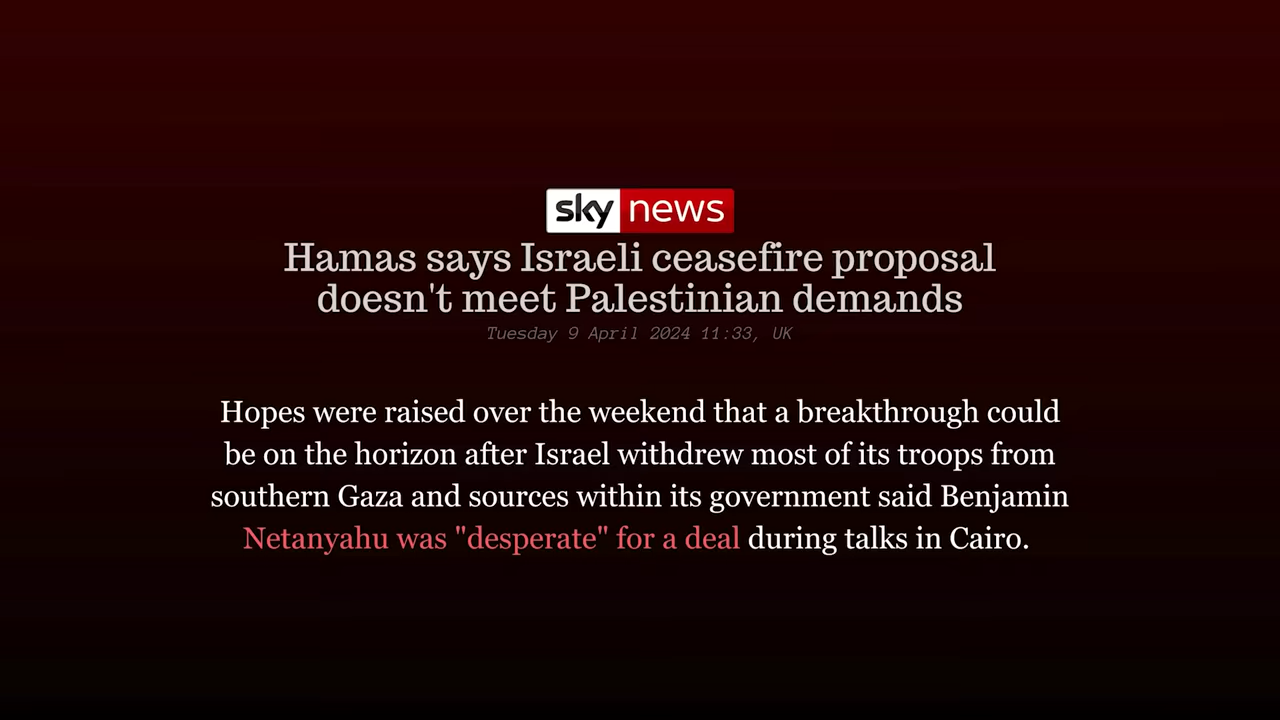 sky news
Hamas says Israeli ceasefire proposal
doesn't meet Palestinian demands
Tuesday 9 April 2024 11:33, UK
Hopes were raised over the weekend that a breakthrough could
be on the horizon after Israel withdrew most of its troops from
southern Gaza and sources within its government said Benjamin
Netanyahu was "desperate" for a deal during talks in Cairo.